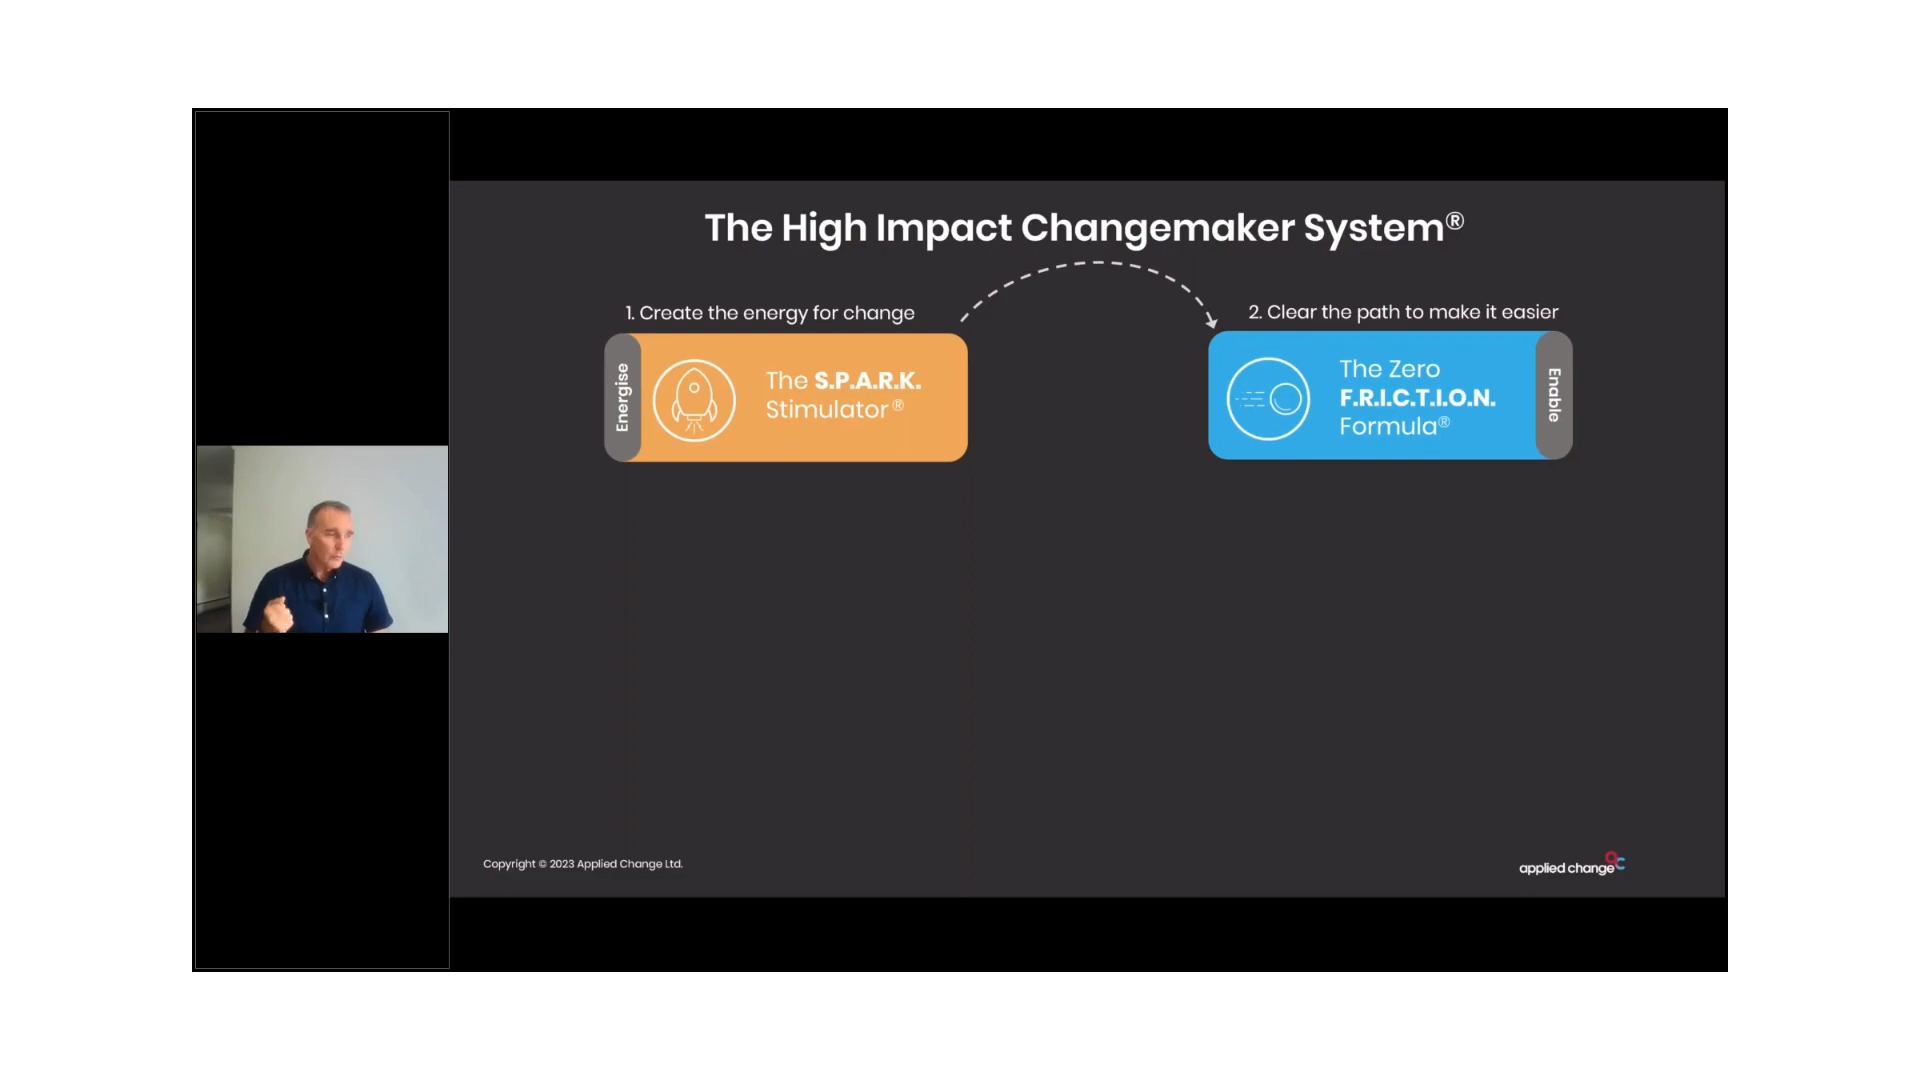 The High Impact Changemaker System®
1. Create the energy for change
Energise
The S.P.A.R.K.
Stimulator®
2. Clear the path to make it easier
The Zero
F.R.I.C.T.I.O.N.
Formula®
Enable
Copyright © 2023 Applied Change Ltd.
applied change